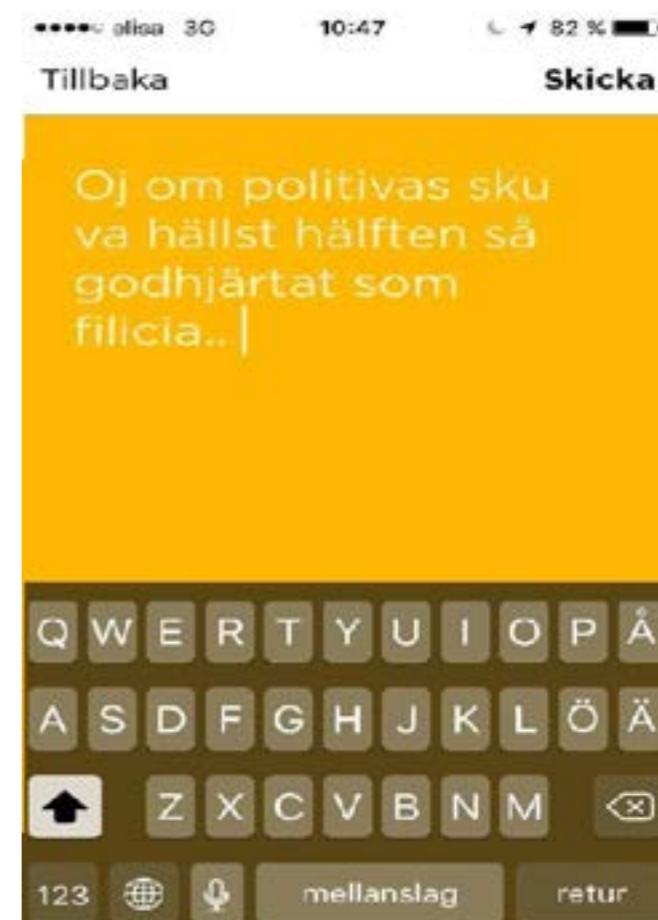 elisa 3G 10:47 82 %
Tillbaka Skicka
Oj om politivas sku
va hällst hälften så
godhjärtat som
filicia..
Q W E R T Y U I O P Å
A S D F G H J K L Ö Ä
Z X C V B N M
123 mellanslag retur